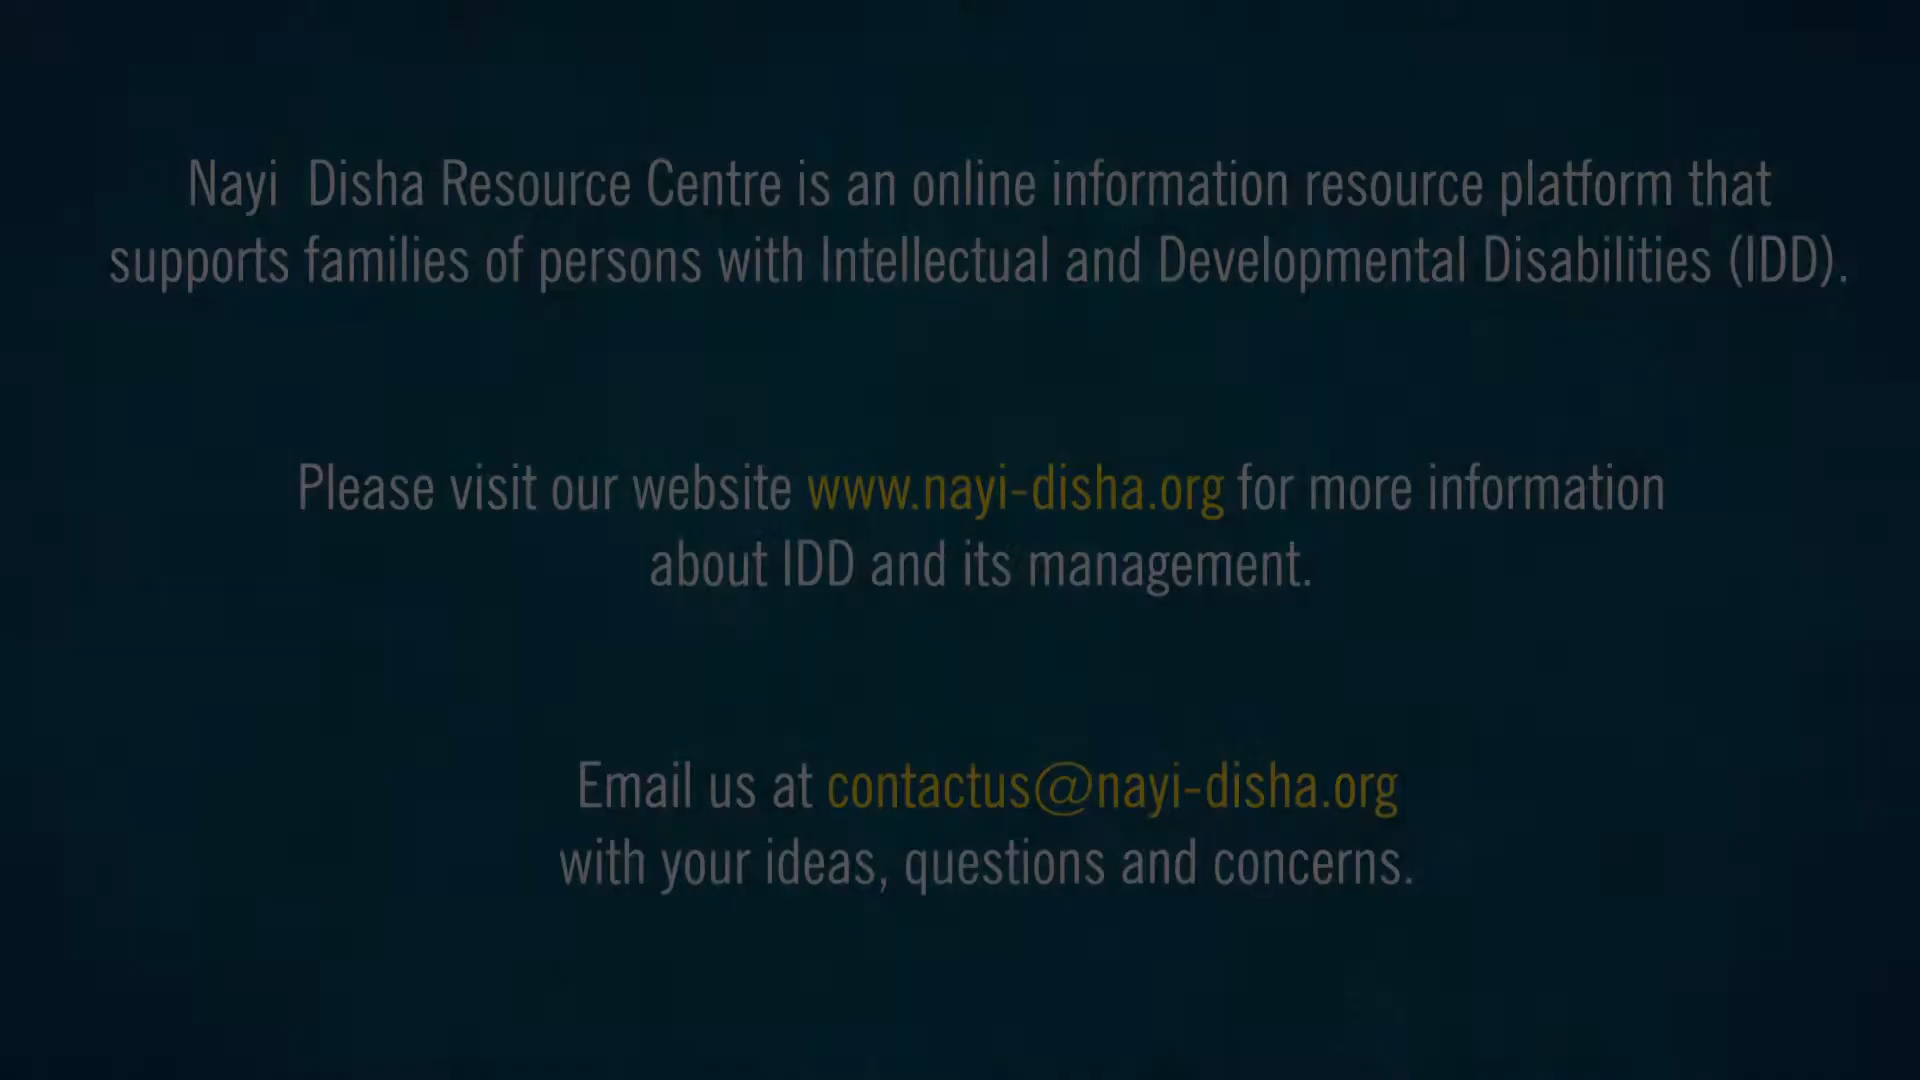 Nayi Disha Resource Centre is an online information resource platform that
supports families of persons with Intellectual and Developmental Disabilities (IDD).
Please visit our website www.nayi-disha.org for more information
about IDD and its management.
Email us at contactus@nayi-disha.org
with your ideas, questions and concerns.